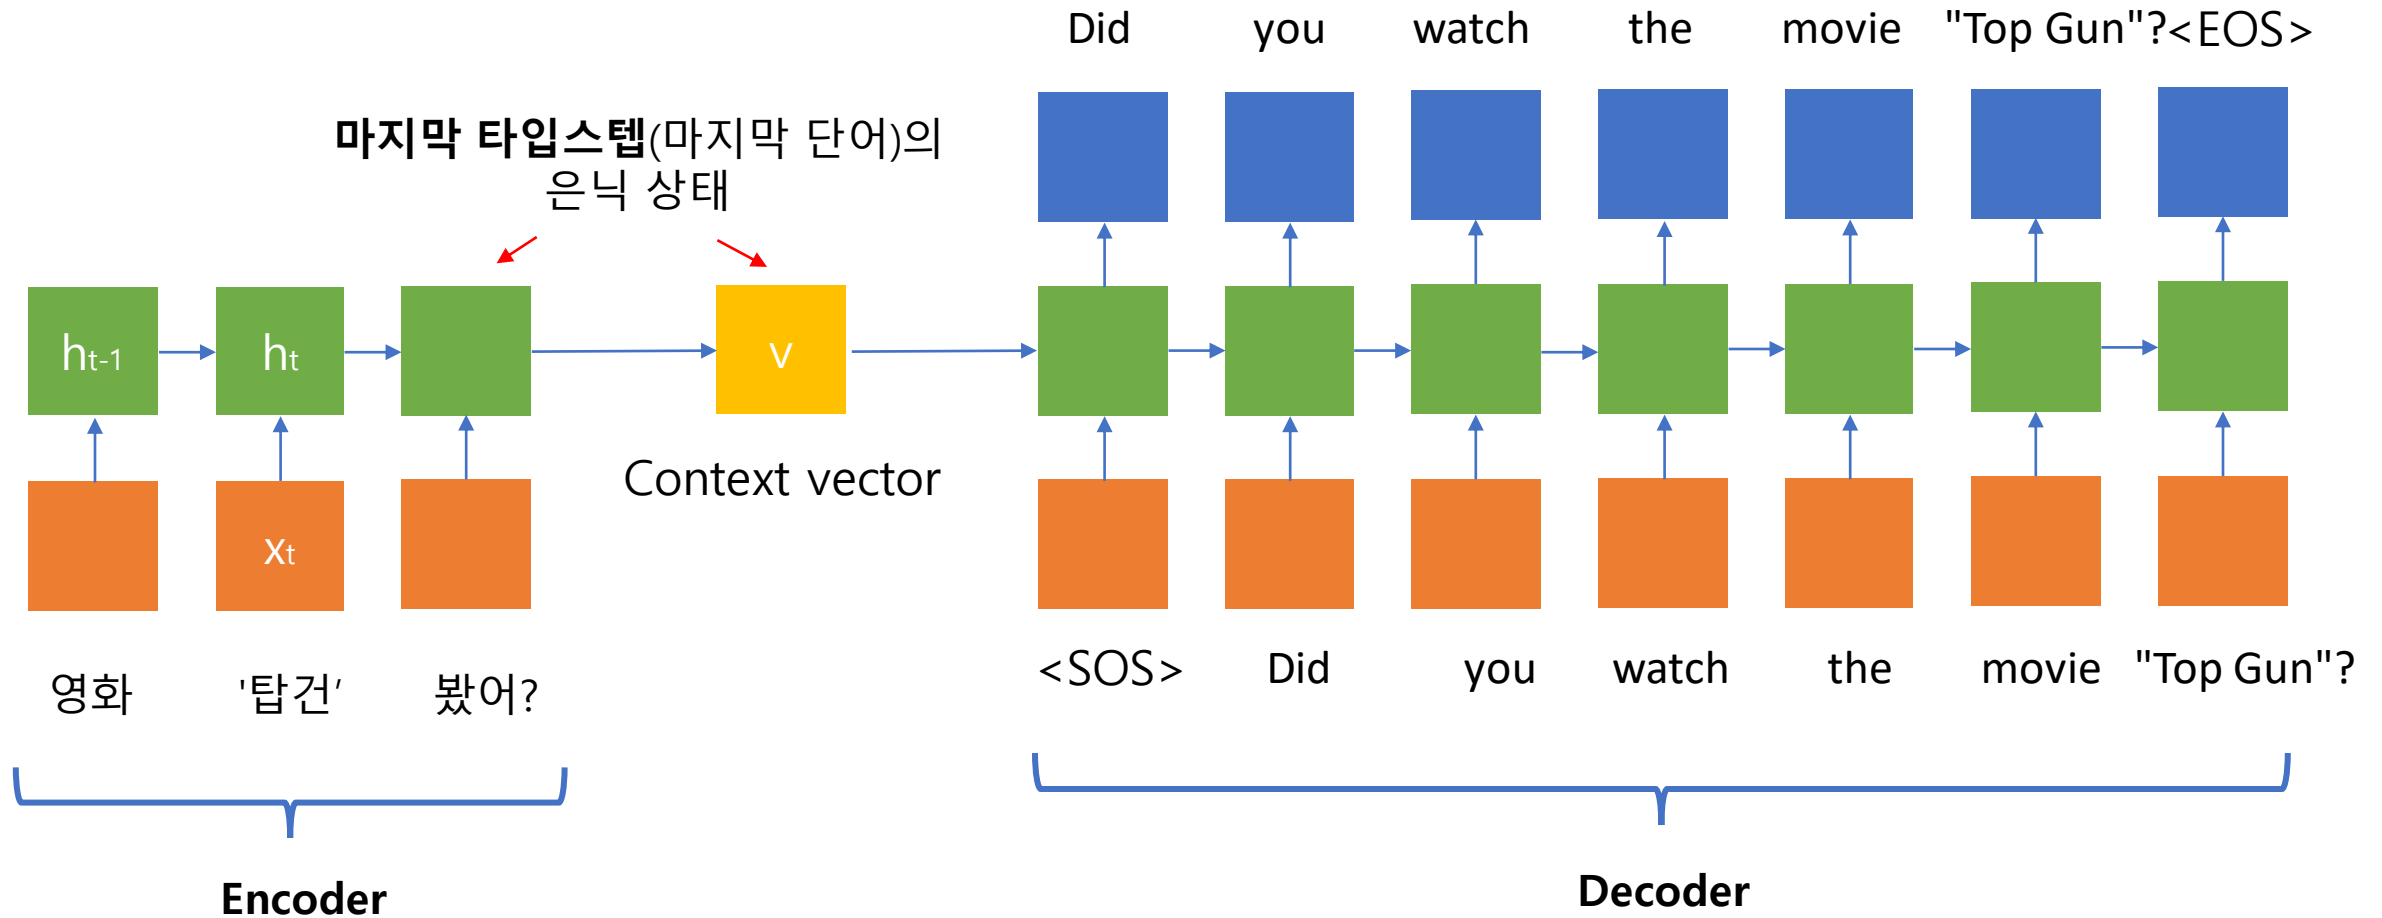 Did you watch the movie "Top Gun"?<EOS>
마지막 타입스텝(마지막 단어)의
은닉 상태
ht-1 ht v
Context vector
xt
<SOS> Did you watch the movie "Top Gun"?
영화 '탑건' 봤어?
Encoder
Decoder